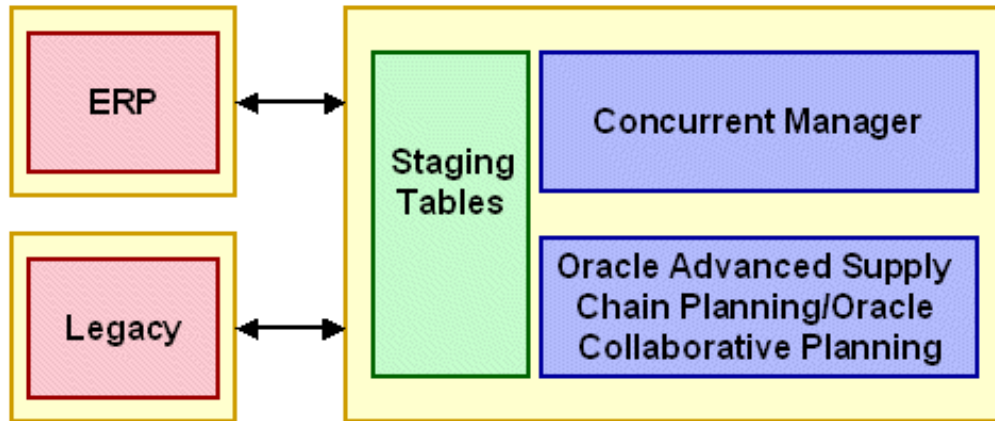 ERP
Legacy
Staging
Tables
Concurrent Manager
Oracle Advanced Supply
Chain Planning/Oracle
Collaborative Planning